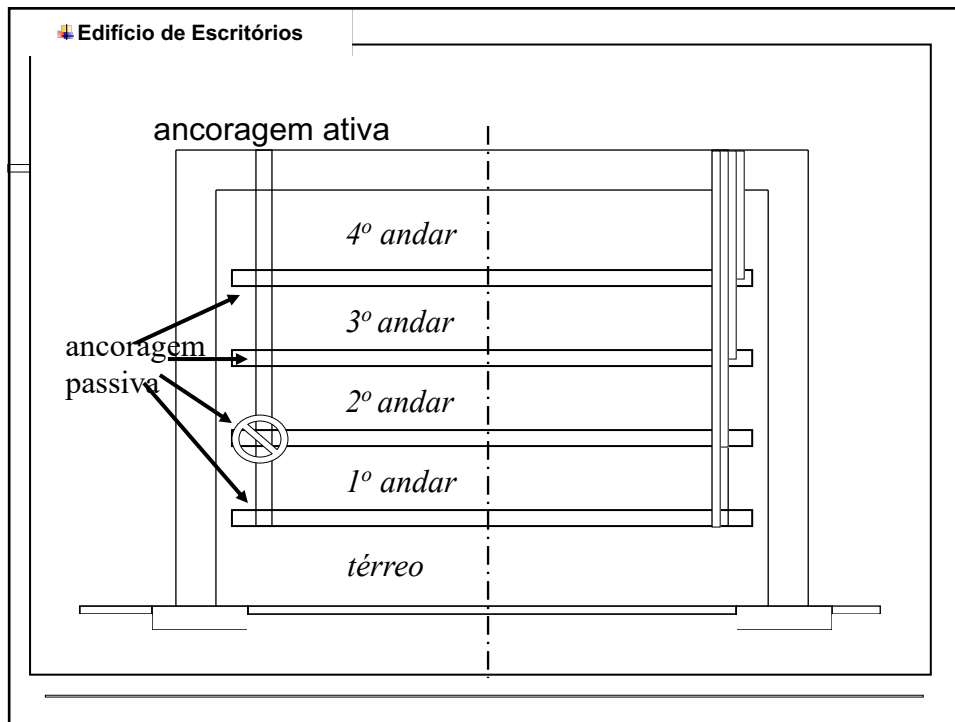 Edifício de Escritórios
ancoragem ativa
4º andar
3º andar
ancoragem
passiva
2º andar
1º andar
térreo